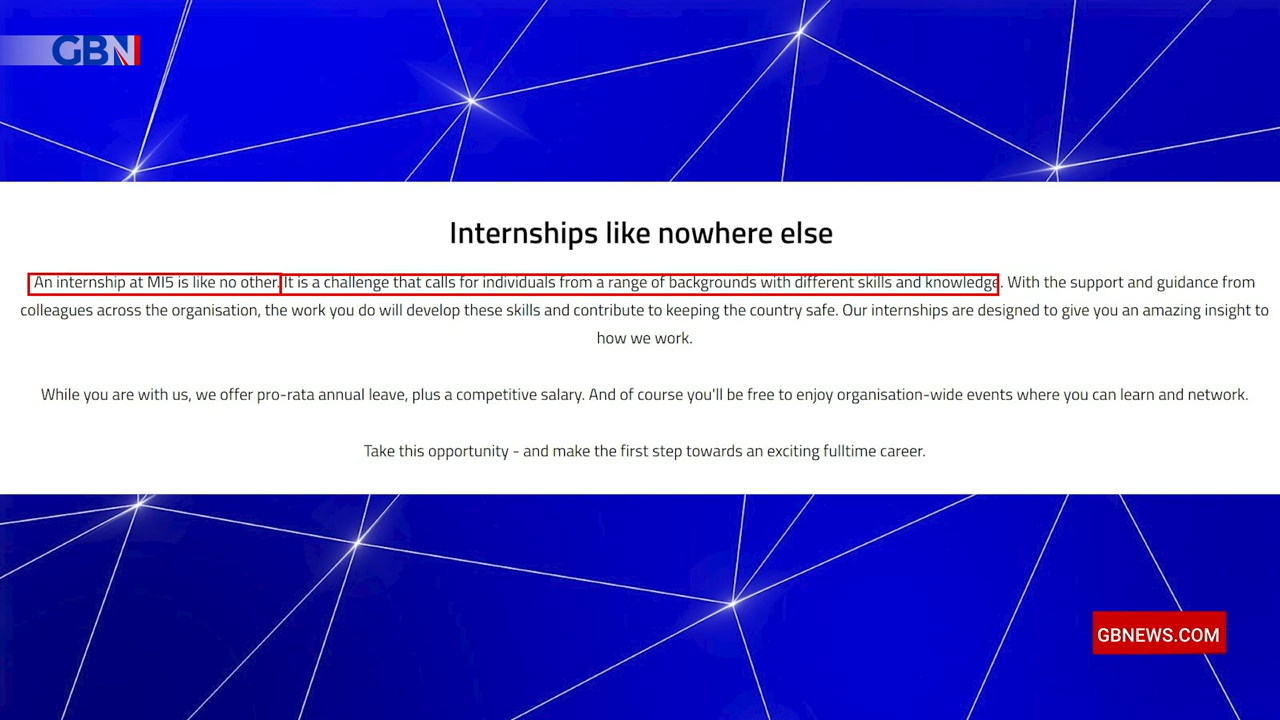 GBN
Internships like nowhere else
An internship at MI5 is like no other. It is a challenge that calls for individuals from a range of backgrounds with different skills and knowledge. With the support and guidance from
colleagues across the organisation, the work you do will develop these skills and contribute to keeping the country safe. Our internships are designed to give you an amazing insight to
how we work.
While you are with us, we offer pro-rata annual leave, plus a competitive salary. And of course you'll be free to enjoy organisation-wide events where you can learn and network.
Take this opportunity - and make the first step towards an exciting fulltime career.
GBNEWS.COM